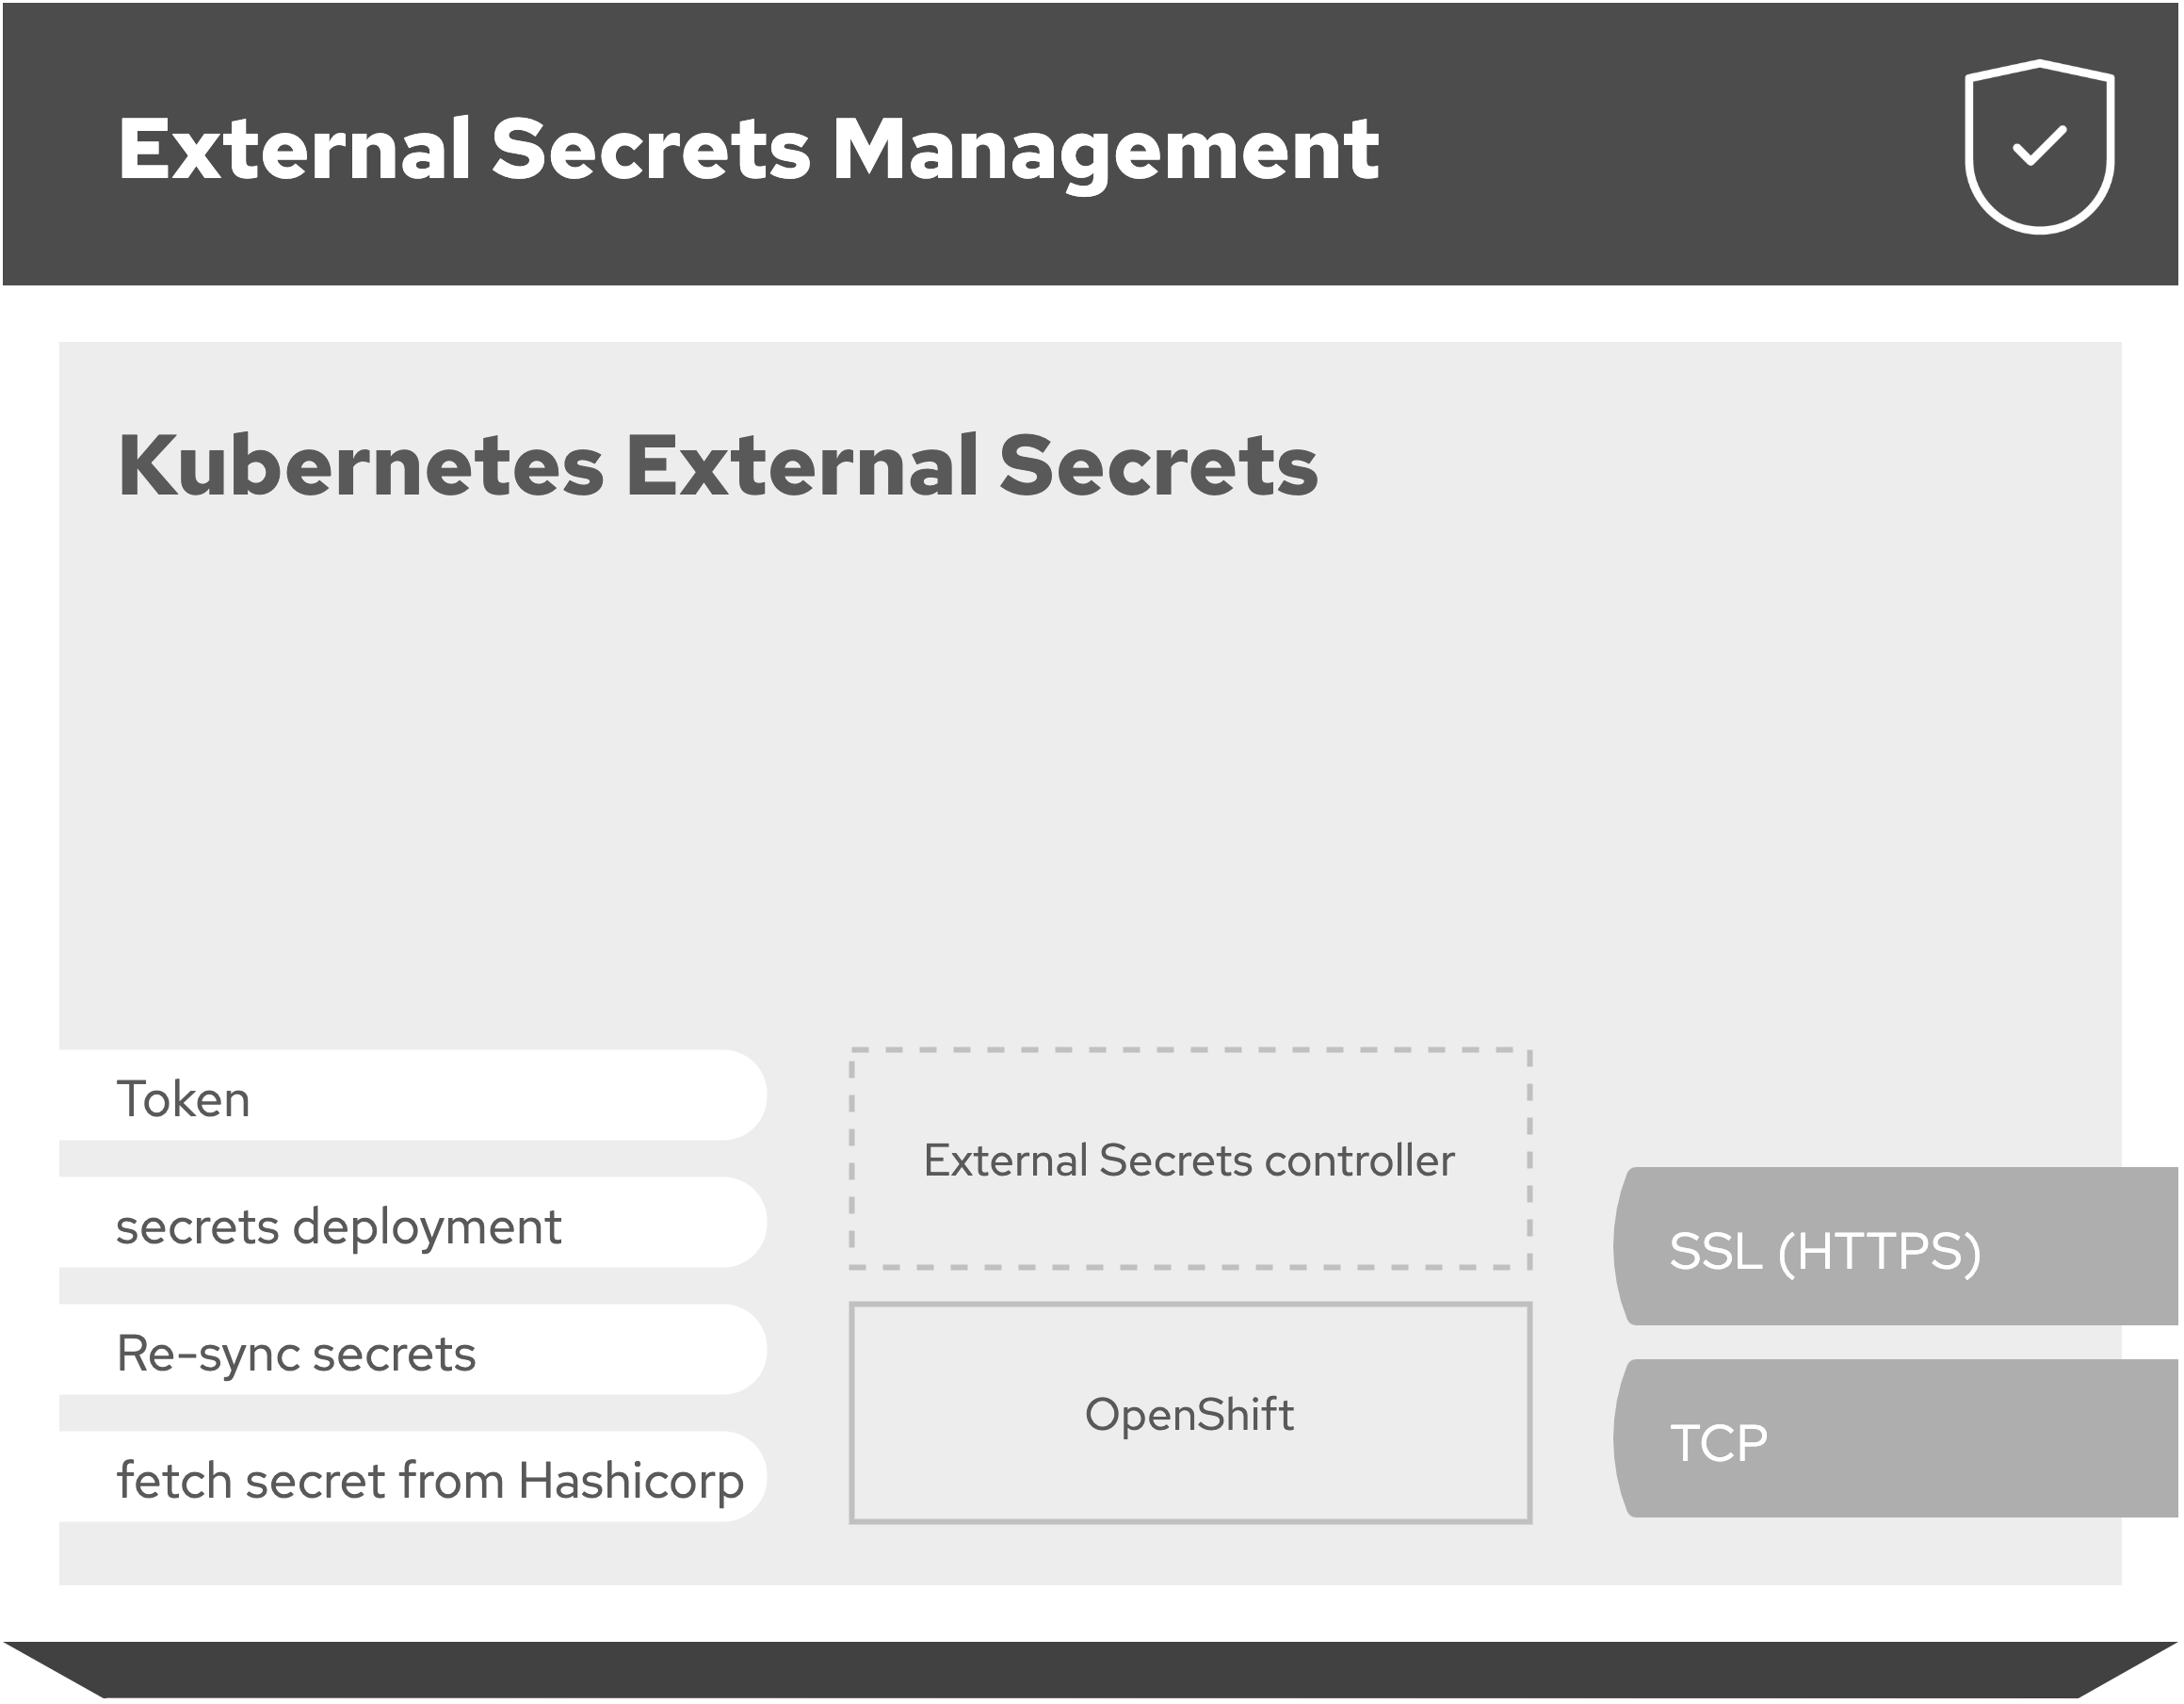 External Secrets Management
Kubernetes External Secrets
Token
secrets deployment
Re-sync secrets
fetch secret from Hashicorp
External Secrets controller
OpenShift
SSL (HTTPS)
TCP